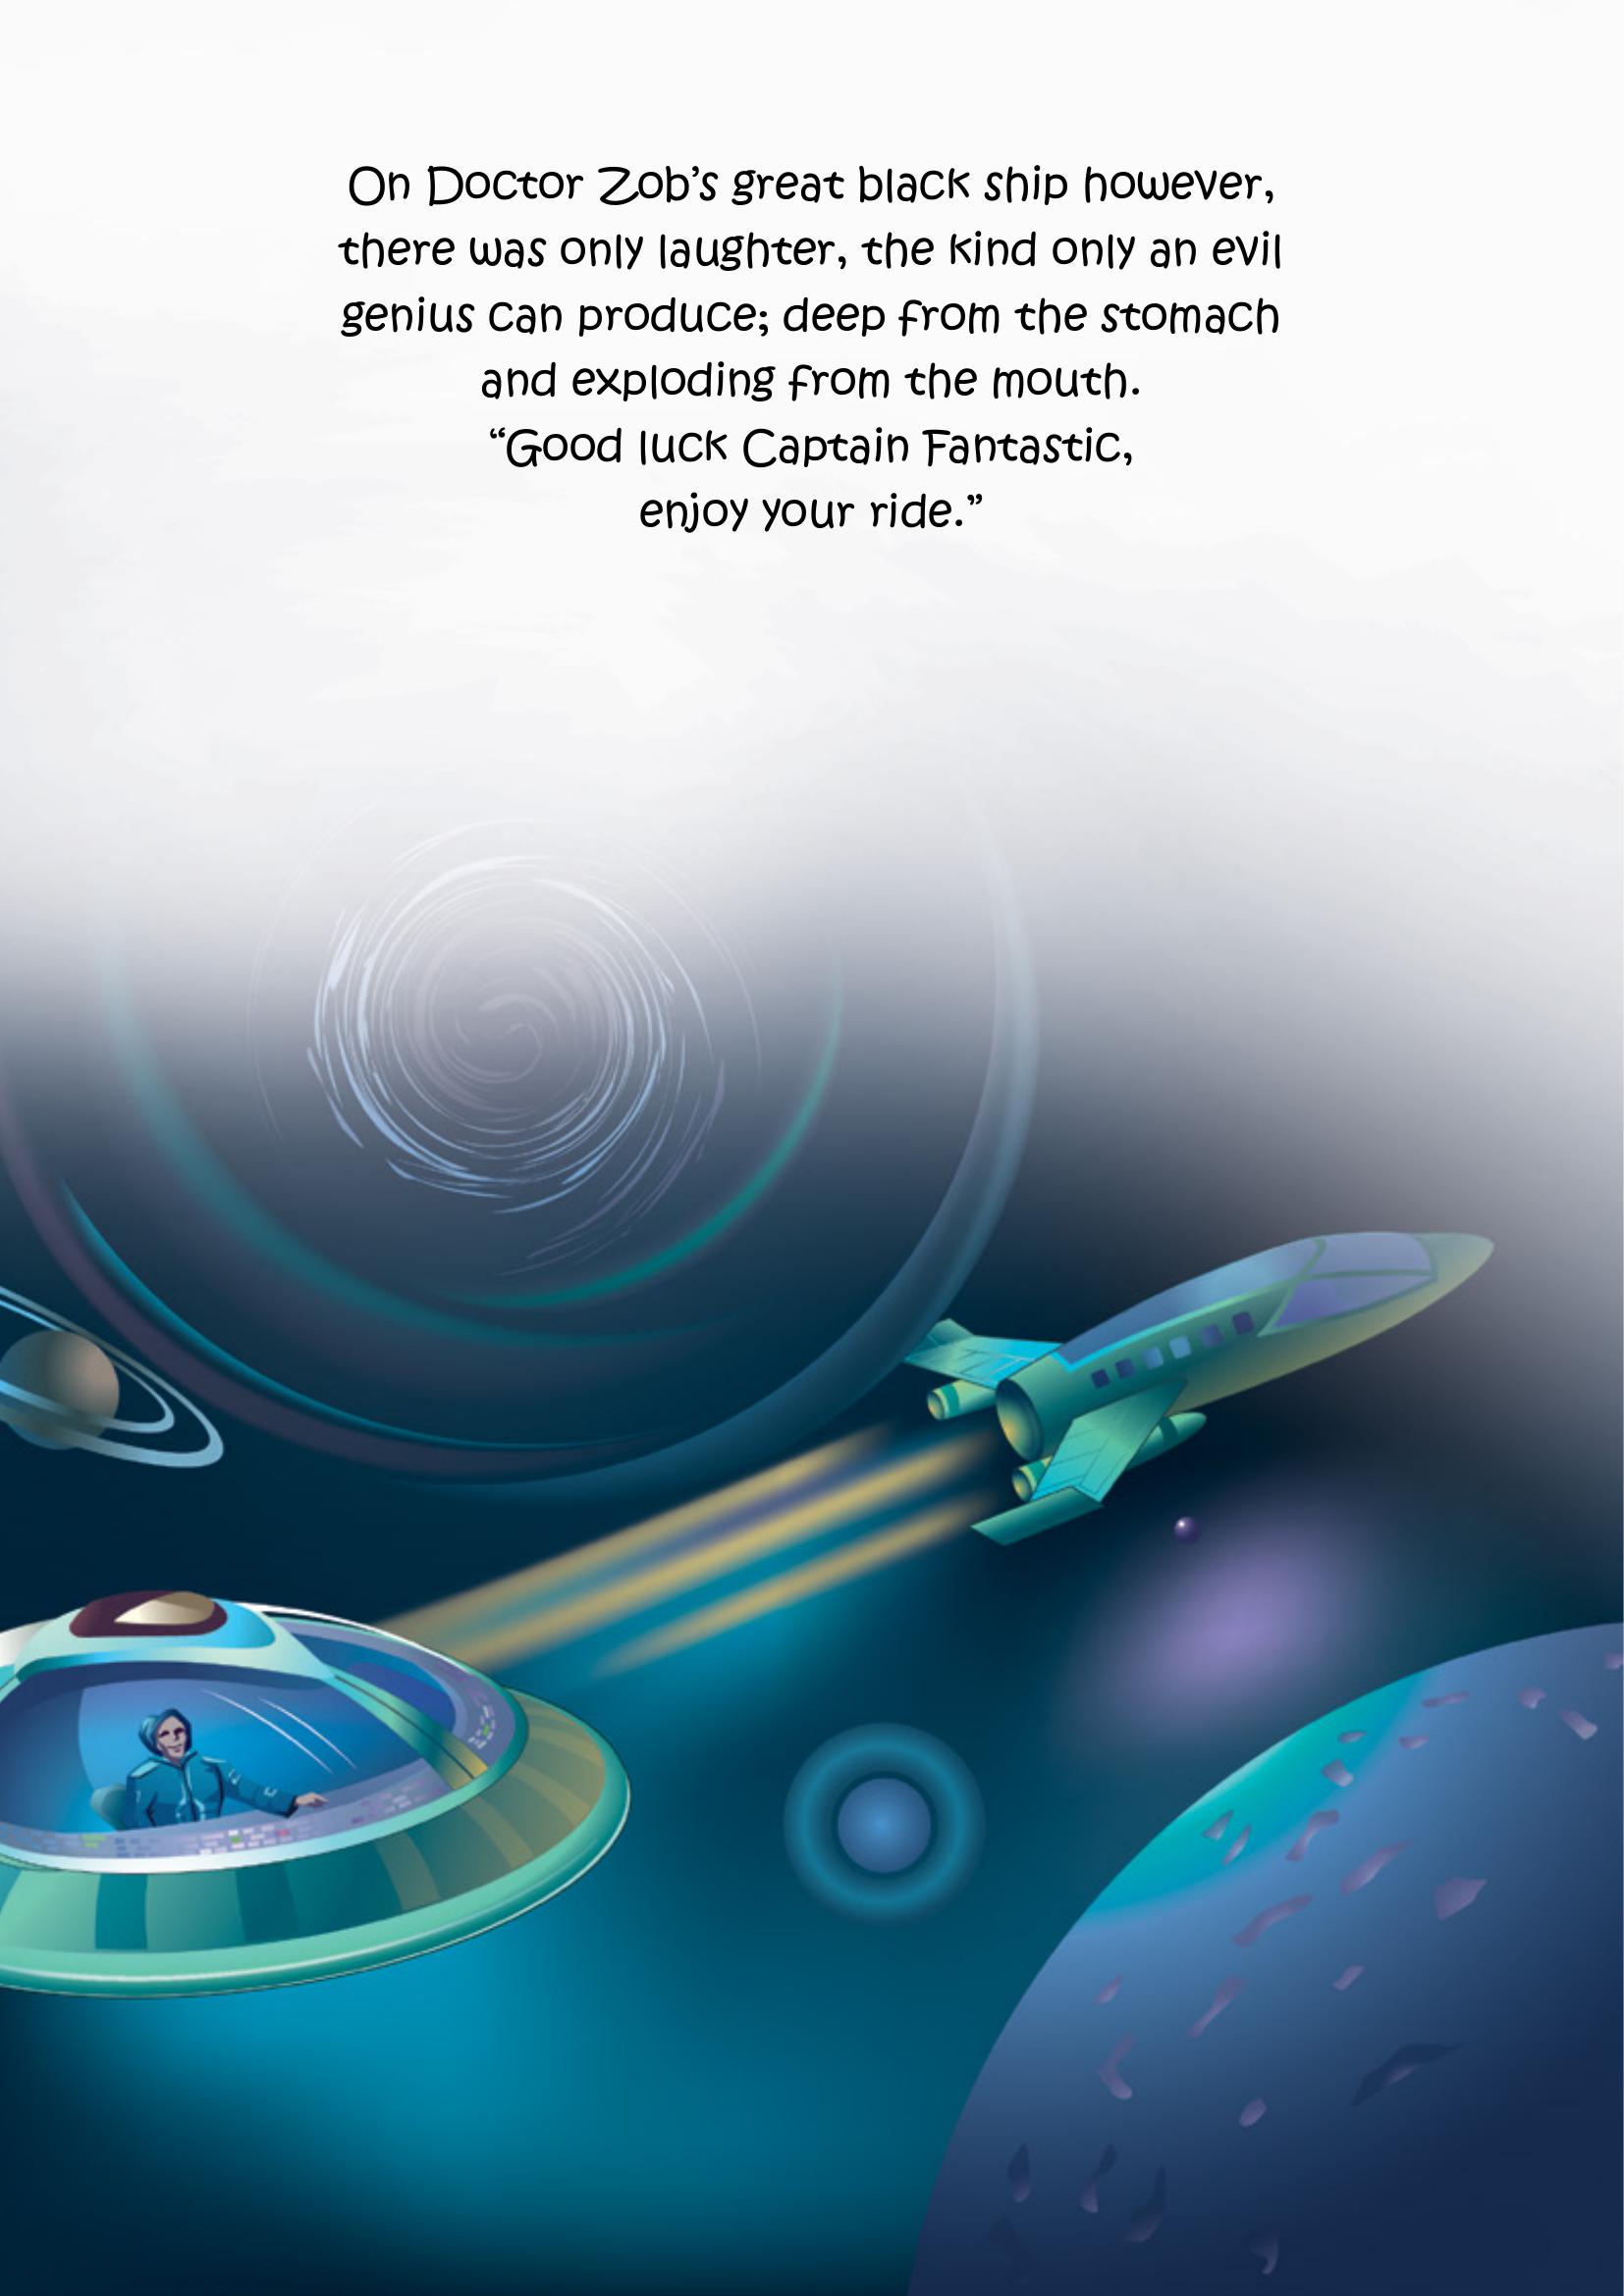 On Doctor Zob’s great black ship however,
there was only laughter, the kind only an evil
genius can produce; deep from the stomach
and exploding from the mouth.
“Good luck Captain Fantastic,
enjoy your ride.”